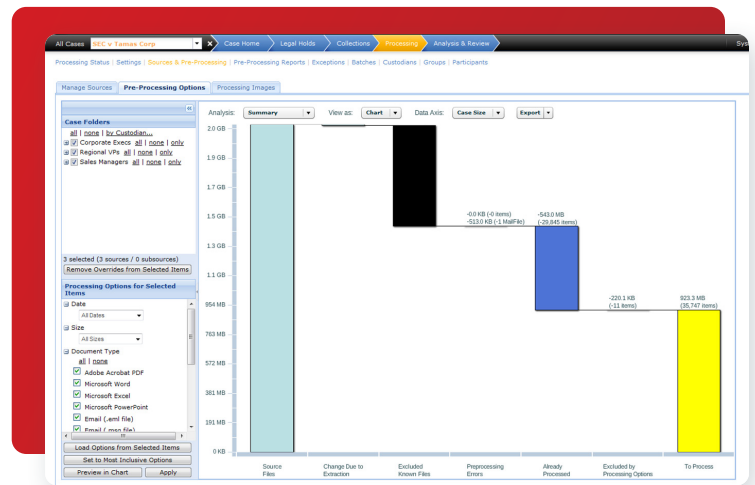 All Cases SEC v Tamas Corp X Case Home Legal Holds Collections Processing Analysis & Review
Processing Status | Settings | Sources & Pre-Processing | Pre-Processing Reports | Exceptions | Batches | Custodians | Groups | Participants
Manage Sources Pre-Processing Options Processing Images
Case Folders
all | none | by Custodian...
Corporate Execs all | none | only
Regional VPs all | none | only
Sales Managers all | none | only
3 selected (3 sources / 0 subsources)
Remove Overrides from Selected Items
Processing Options for Selected
Items
Date
All Dates
Size
All Sizes
Document Type
all | none
Adobe Acrobat PDF
Microsoft Word
Microsoft Excel
Microsoft PowerPoint
Email (.eml file)
Email (.msg file)
Load Options from Selected Items
Set to Most Inclusive Options
Preview in Chart Apply
Analysis: Summary View as: Chart Data Axis: Case Size Export
2.0 GB
1.9 GB
1.7 GB
1.5 GB
1.3 GB
1.1 GB
954 MB
763 MB
572 MB
381 MB
191 MB
0 KB
-0.0 KB (-0 items)
-513.0 KB (-1 MailFile)
-543.0 MB
(-29,845 items)
-220.1 KB
(-11 items)
923.3 MB
(35,747 items)
Source
Files
Change Due to
Extraction
Excluded
Known Files
Preprocessing
Errors
Already
Processed
Excluded by
Processing Options
To Process